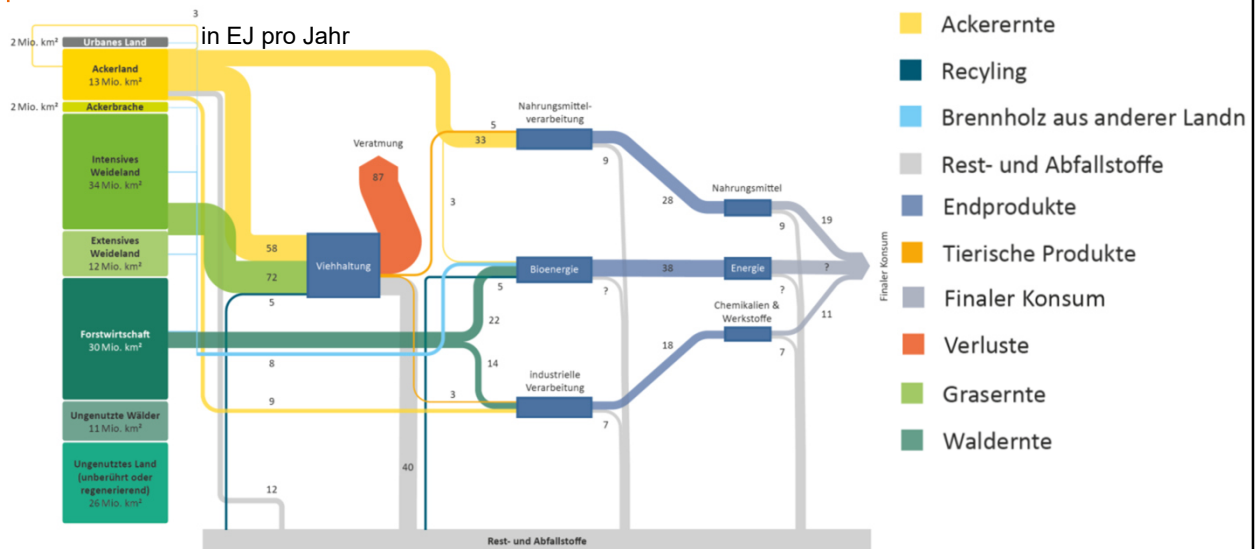 3
in EJ pro Jahr
2 Mio. km²
Urbanes Land
Ackerland
13 Mio. km²
2 Mio. km²
Ackerbrache
Intensives
Weideland
34 Mio. km²
Extensives
Weideland
12 Mio. km²
Forstwirtschaft
30 Mio. km²
Ungenutzte Wälder
11 Mio. km²
Ungenutztes Land
(unberührt oder
regenerierend)
26 Mio. km²
58
72
5
8
9
12
Viehhaltung
Veratmung
87
40
5
33
3
5
22
14
3
Nahrungsmittel-
verarbeitung
9
Bioenergie
?
industrielle
Verarbeitung
7
28
38
18
Nahrungsmittel
9
Energie
?
Chemikalien &
Werkstoffe
7
19
?
11
Finaler Konsum
Rest- und Abfallstoffe
Ackerernte
Recyling
Brennholz aus anderer Landn
Rest- und Abfallstoffe
Endprodukte
Tierische Produkte
Finaler Konsum
Verluste
Grasernte
Waldernte